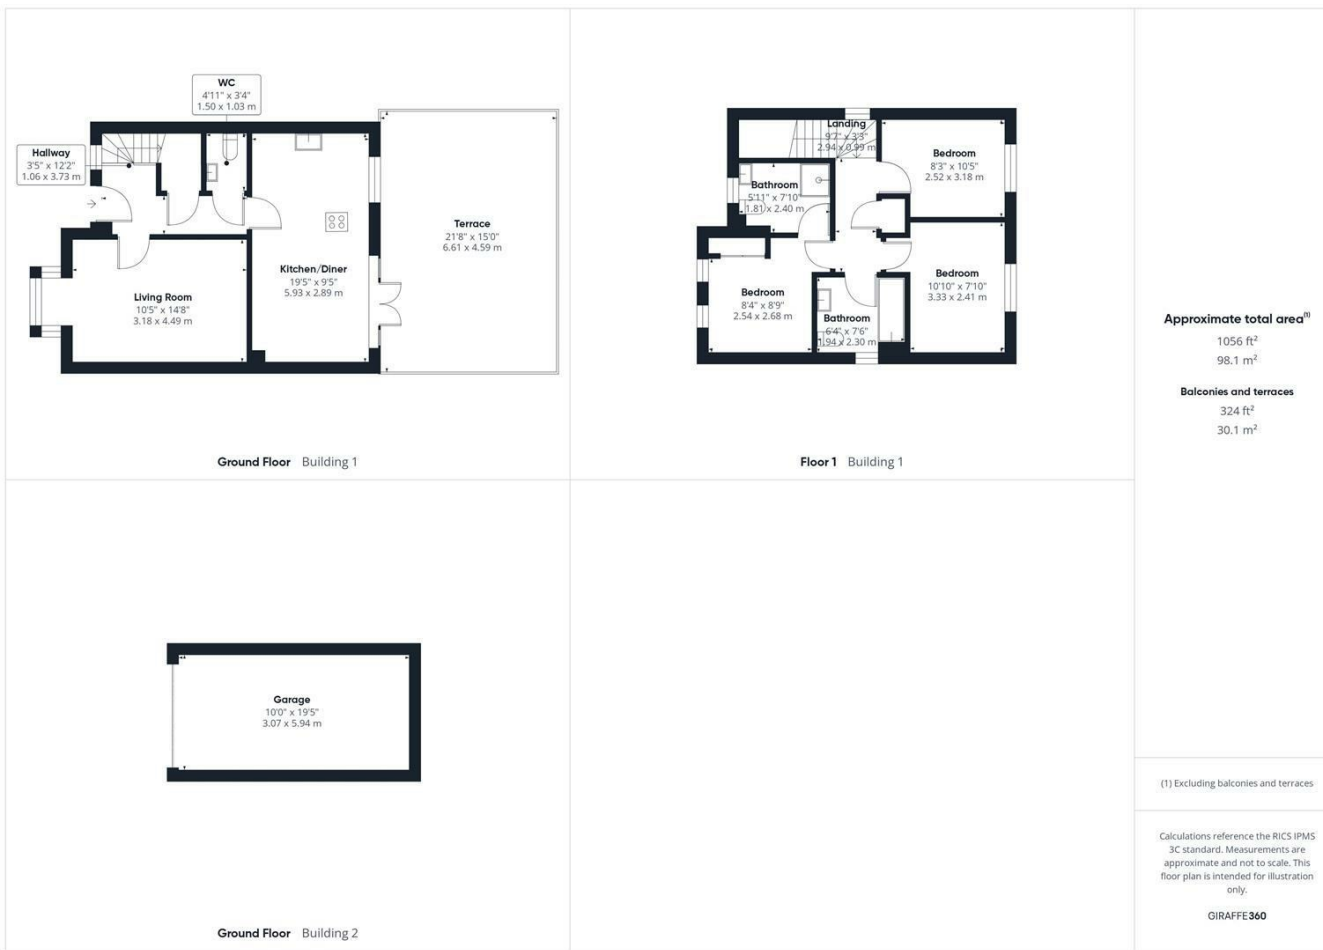 WC
4'11" x 3'4"
1.50 x 1.03 m
Hallway
3'5" x 12'2"
1.06 x 3.73 m
Living Room
10'5" x 14'8"
3.18 x 4.49 m
Kitchen/Diner
19'5" x 9'5"
5.93 x 2.89 m
Terrace
21'8" x 15'0"
6.61 x 4.59 m
Ground Floor Building 1
Landing
9'7" x 3'3"
2.94 x 0.99 m
Bedroom
8'3" x 10'5"
2.52 x 3.18 m
Bathroom
5'11" x 7'10"
1.81 x 2.40 m
Bedroom
8'4" x 8'9"
2.54 x 2.68 m
Bathroom
6'4" x 7'6"
1.94 x 2.30 m
Bedroom
10'10" x 7'10"
3.33 x 2.41 m
Floor 1 Building 1
Garage
10'0" x 19'5"
3.07 x 5.94 m
Ground Floor Building 2
Approximate total area(1)
1056 ft²
98.1 m²
Balconies and terraces
324 ft²
30.1 m²
(1) Excluding balconies and terraces
Calculations reference the RICS IPMS
3C standard. Measurements are
approximate and not to scale. This
floor plan is intended for illustration
only.
GIRAFFE360